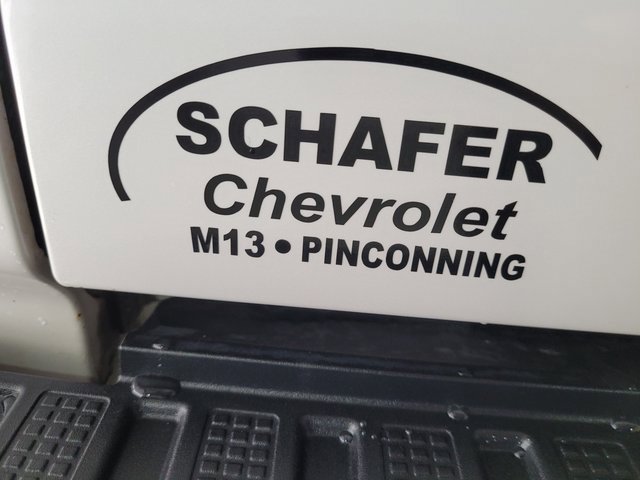 SCHAFER
Chevrolet
M13 • PINCONNING